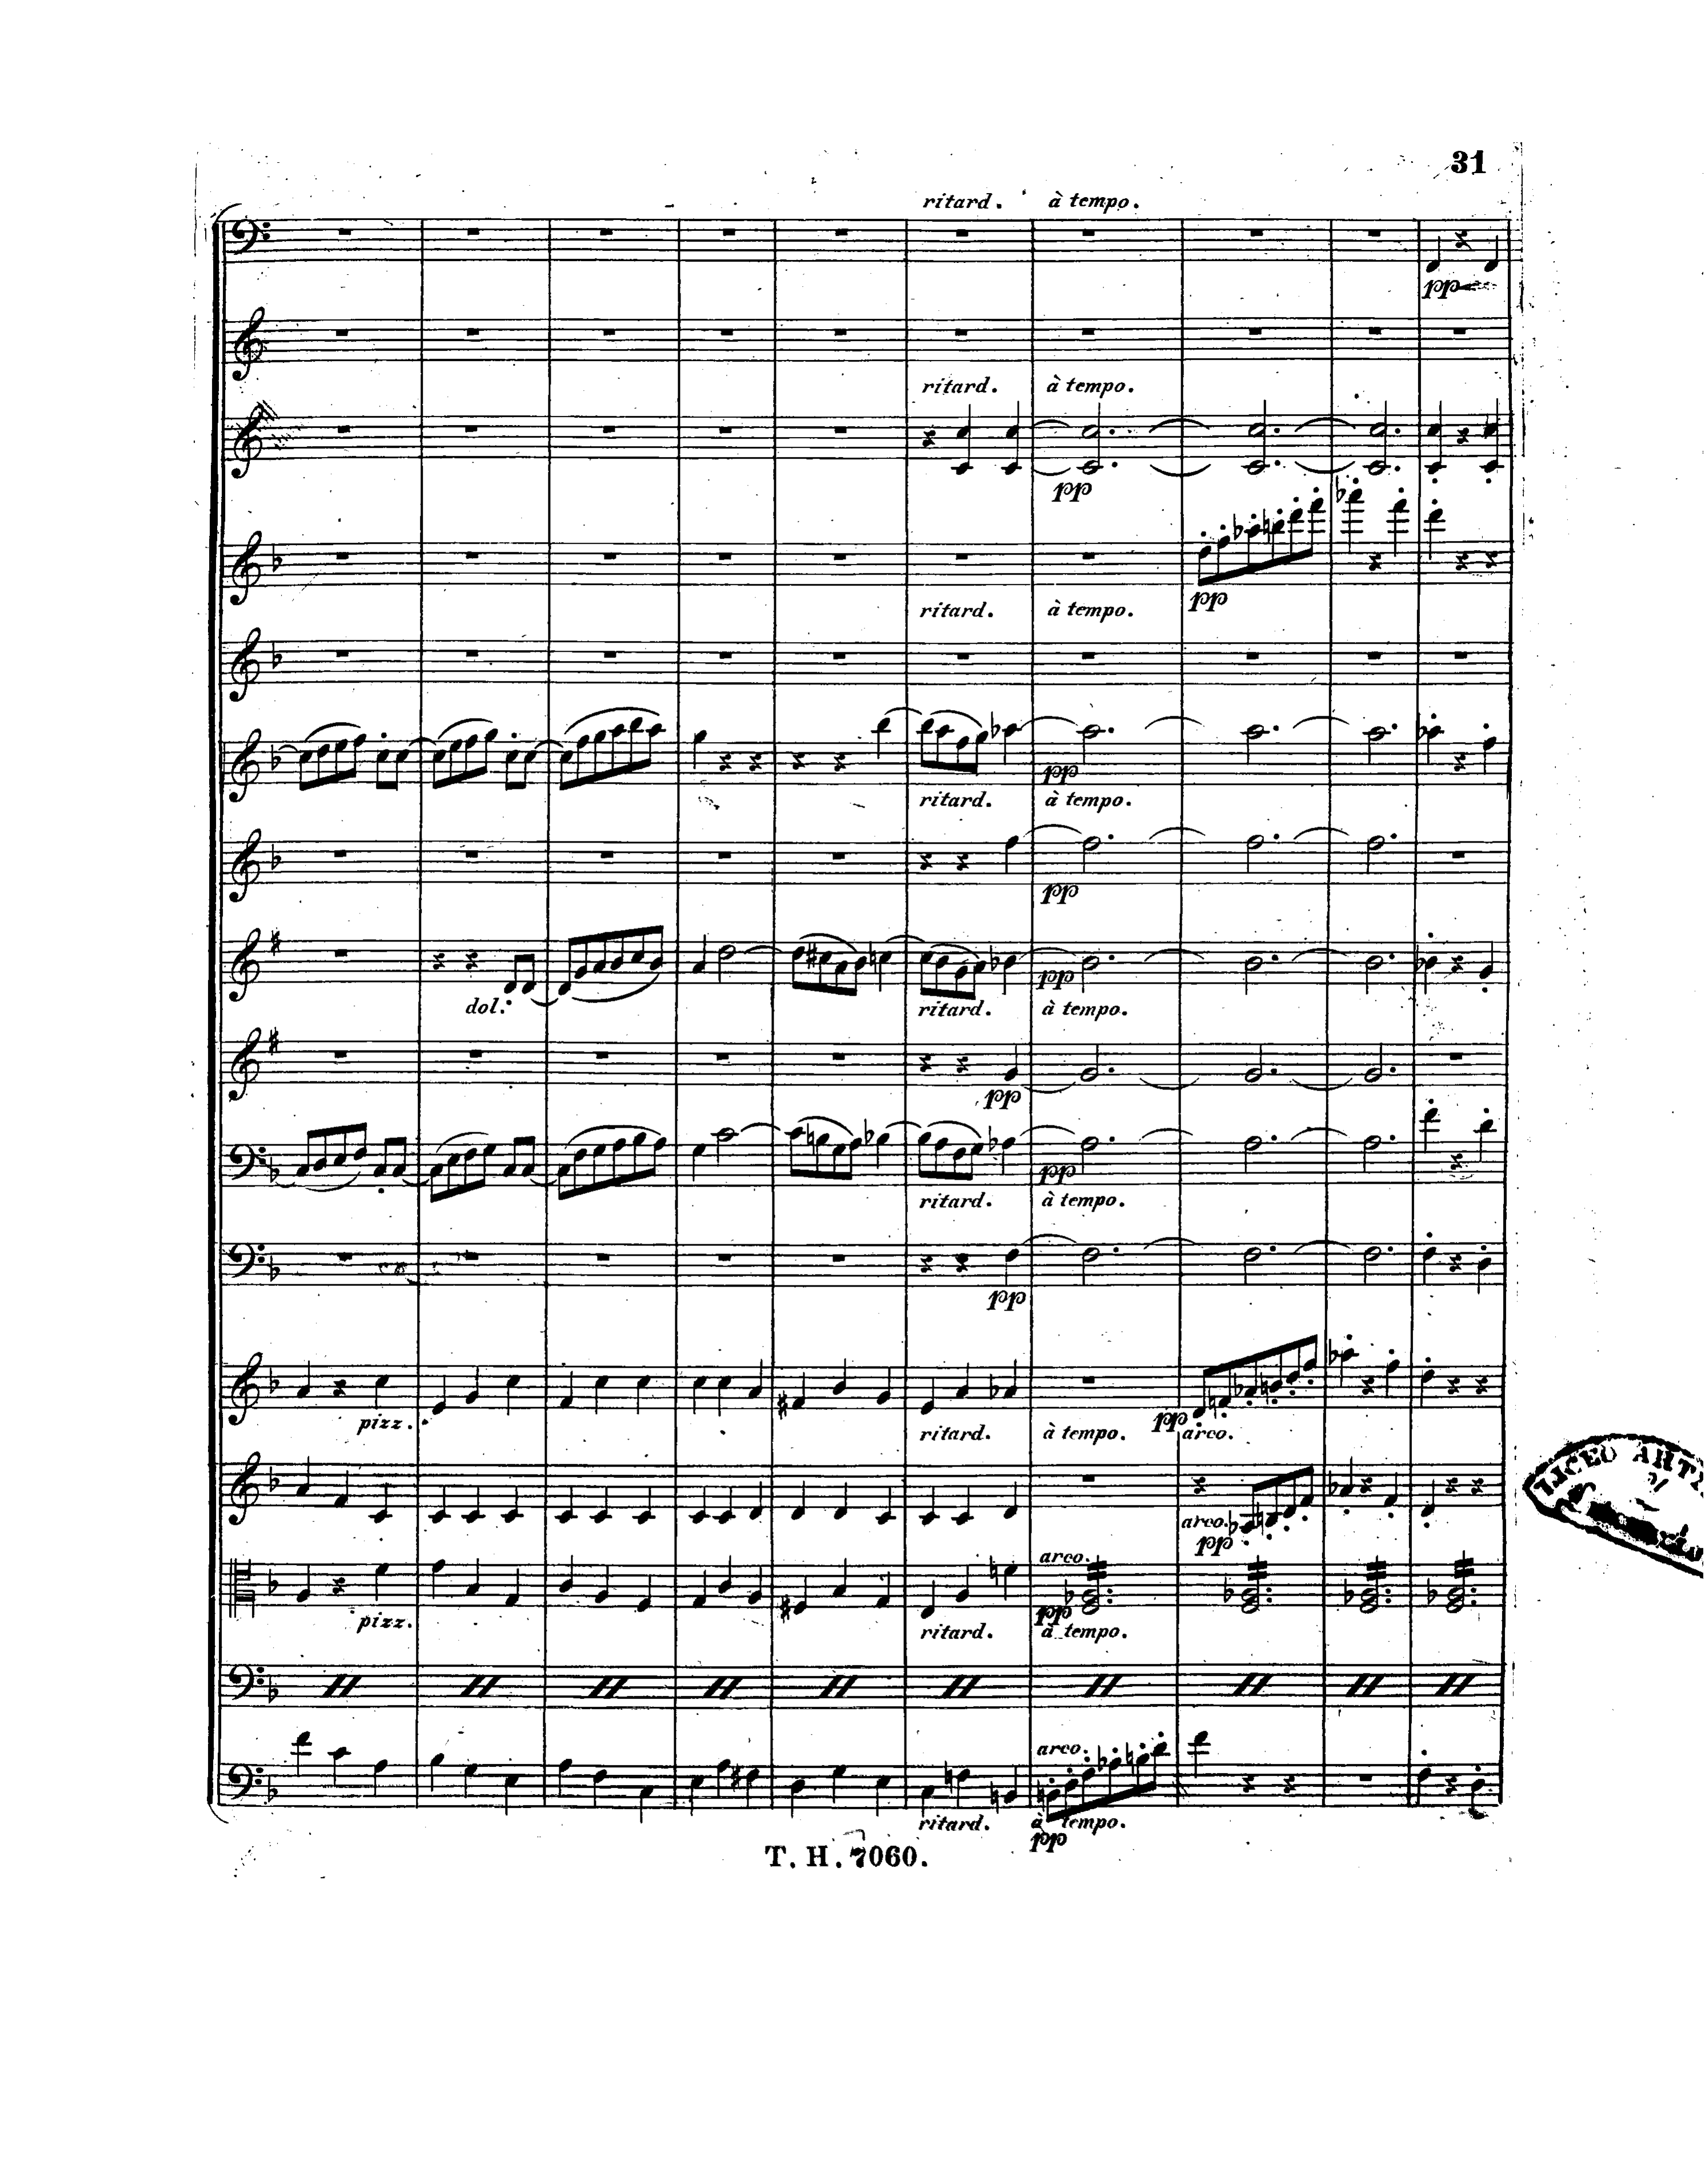 31
ritard. à tempo.
pp
ritard. à tempo.
pp
ritard. à tempo. pp
pp
ritard. à tempo.
pp
pp
dol. ritard. à tempo.
pp
pp
ritard. à tempo.
pp
pizz. ritard. à tempo. pp arco.
arco.
pp
arco.
pizz. pp
ritard. à tempo.
arco.
ritard. à tempo.
pp
T. H. 7060.
LICEO ART